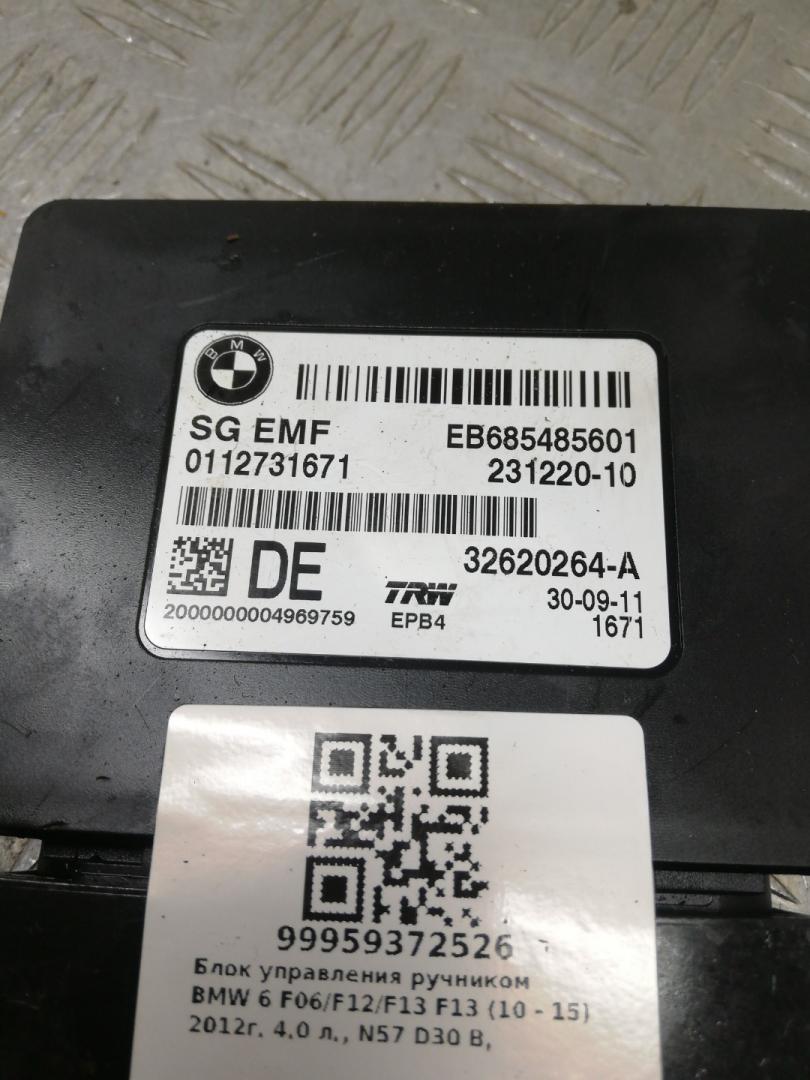 BMW
SG EMF EB685485601
0112731671 231220-10
DE 32620264-A
TRW 30-09-11
2000000004969759 EPB4 1671
99959372526
Блок управления ручником
BMW 6 F06/F12/F13 F13 (10 - 15)
2012г. 4.0 л., N57 D30 B,